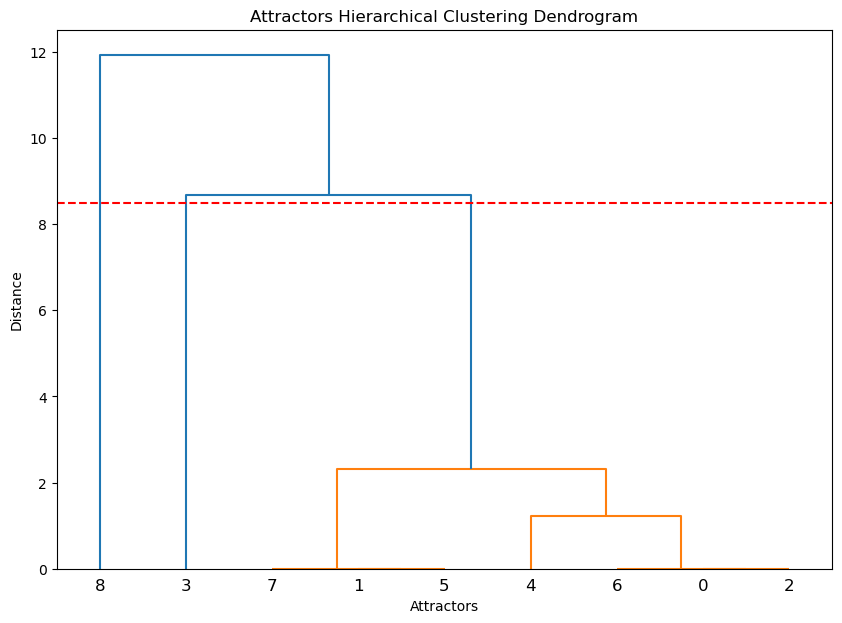 Attractors Hierarchical Clustering Dendrogram
12
10
8
6
4
2
0
Distance
8 3 7 1 5 4 6 0 2
Attractors